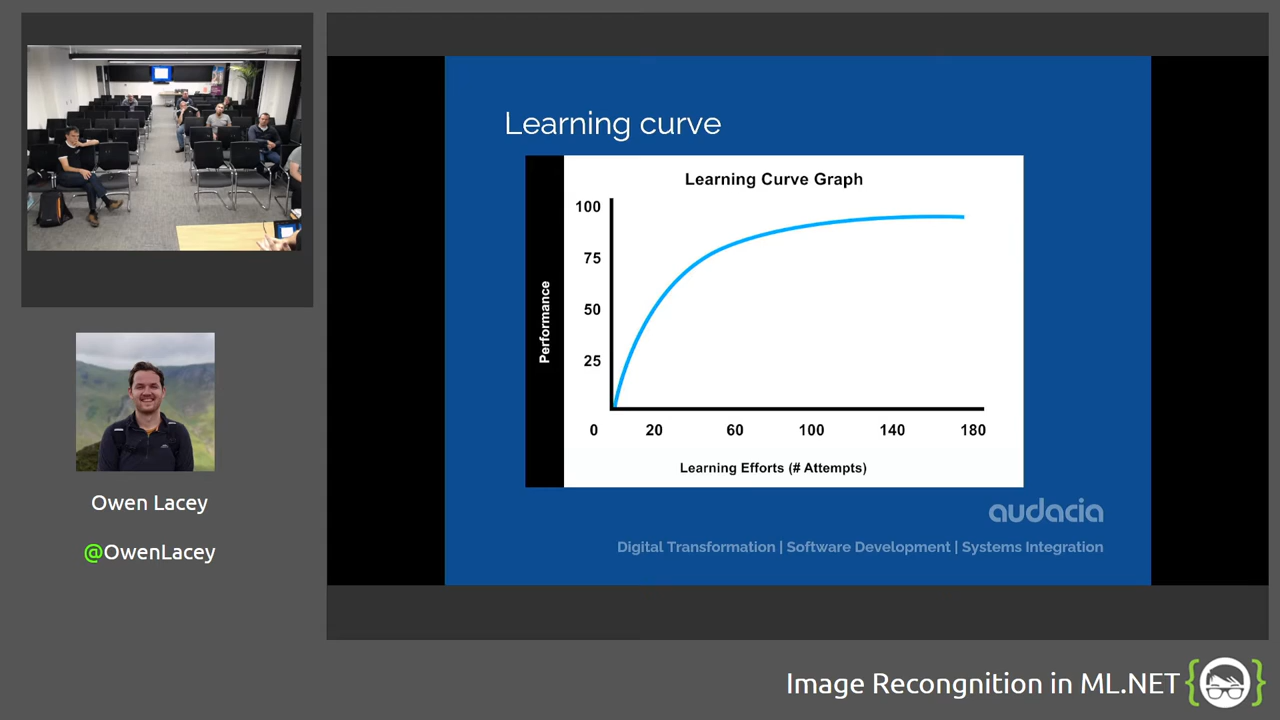 Learning curve
Learning Curve Graph
100
75
50
25
Performance
0 20 60 100 140 180
Learning Efforts (# Attempts)
audacia
Digital Transformation | Software Development | Systems Integration
Owen Lacey
@OwenLacey
Image Recongnition in ML.NET